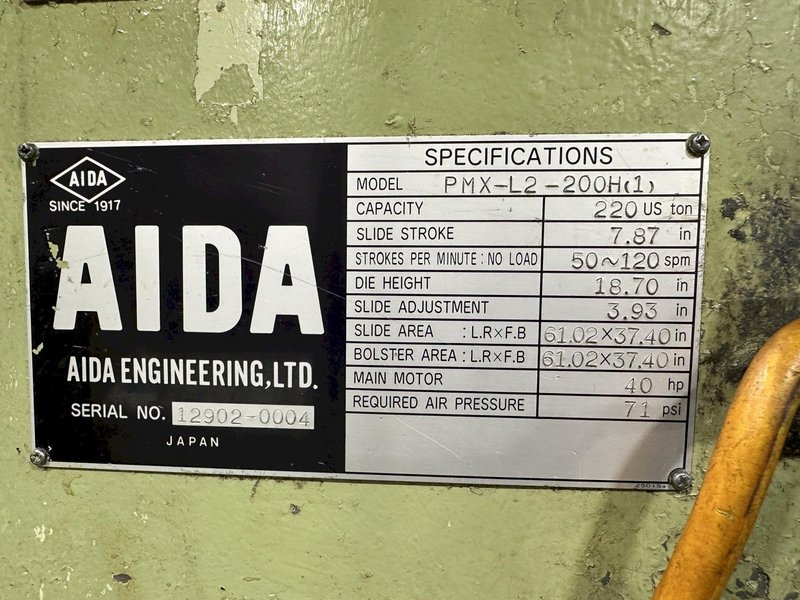 AIDA
SINCE 1917
AIDA
AIDA ENGINEERING,LTD.
SERIAL NO. 12902-0004
JAPAN
SPECIFICATIONS
MODEL PMX-L2-200H(1)
CAPACITY 220 US ton
SLIDE STROKE 7.87 in
STROKES PER MINUTE: NO LOAD 50~120 spm
DIE HEIGHT 18.70 in
SLIDE ADJUSTMENT 3.93 in
SLIDE AREA : L.R×F.B 61.02×37.40 in
BOLSTER AREA : L.R×F.B 61.02×37.40 in
MAIN MOTOR 40 hp
REQUIRED AIR PRESSURE 71 psi